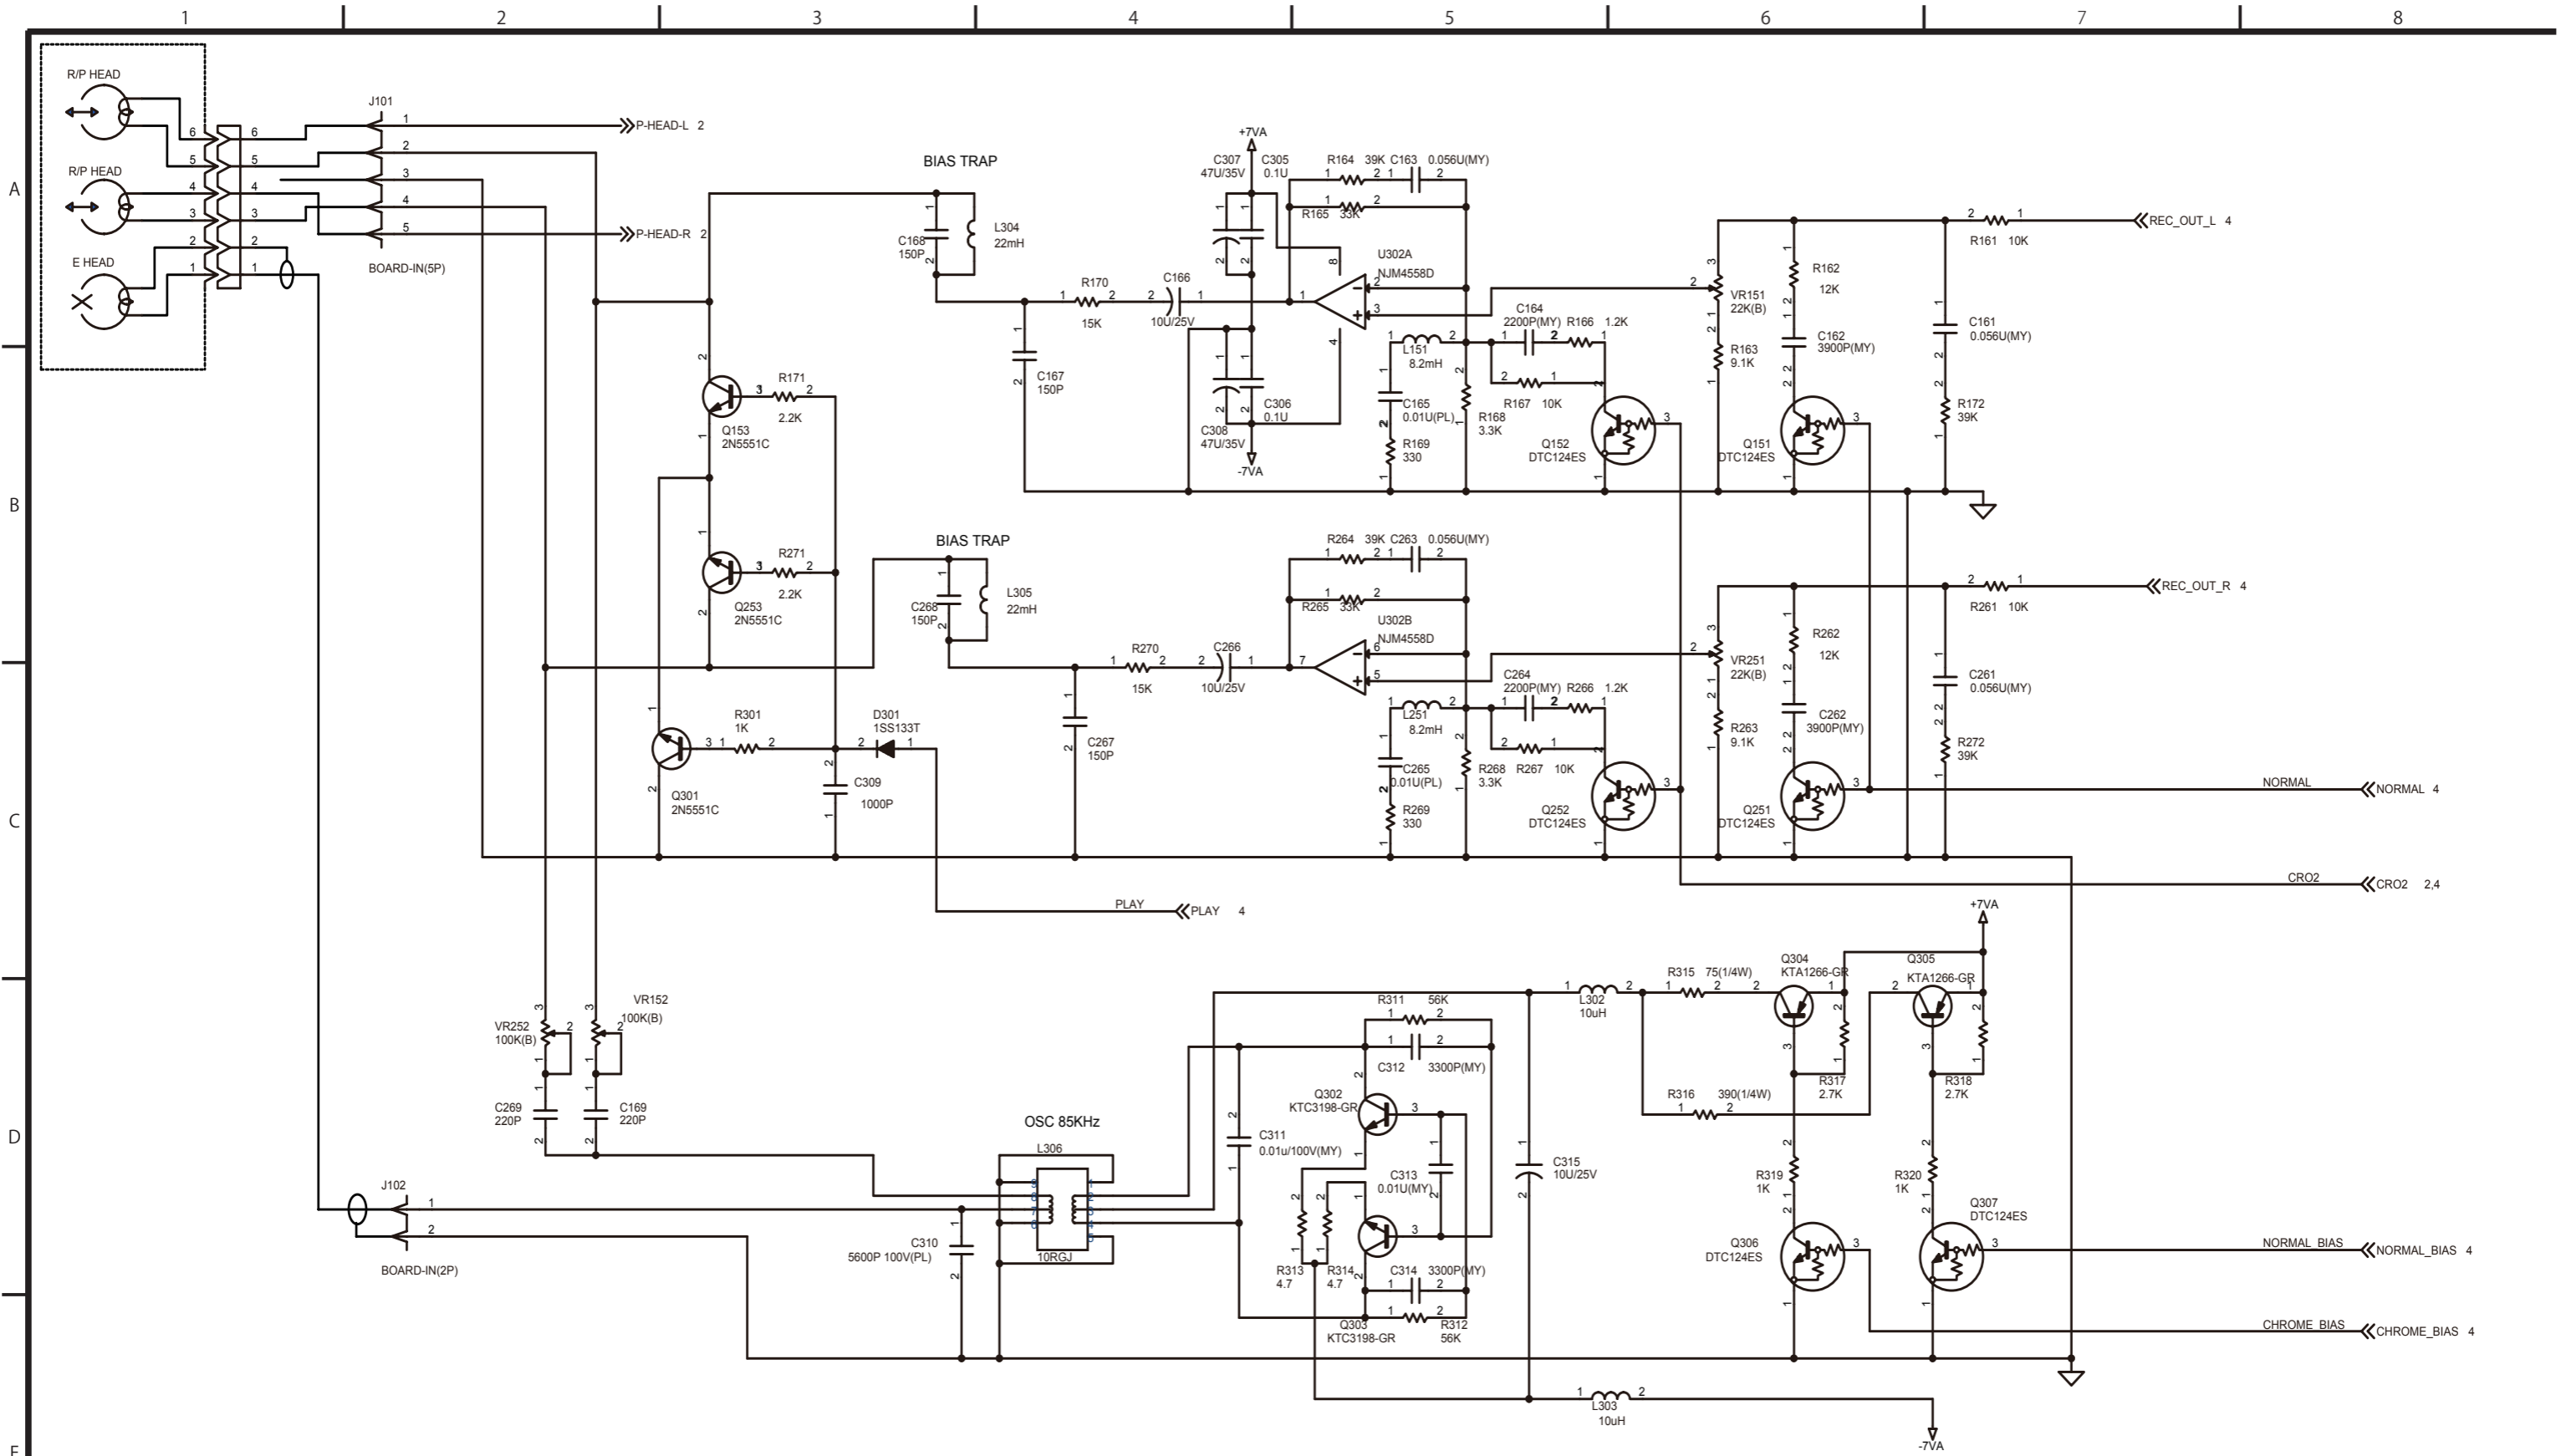 1 2 3 4 5 6 7 8
A
B
C
D
E
R/P HEAD
R/P HEAD
E HEAD
6 6
5 5
4 4
3 3
2 2
1 1
J101
1
2
3
4
5
BOARD-IN(5P)
P-HEAD-L 2
P-HEAD-R 2
BIAS TRAP
C168
150P
L304
22mH
R170
15K
C166
10U/25V
C167
150P
+7VA
C307
47U/35V
C305
0.1U
C306
0.1U
C308
47U/35V
-7VA
R164 39K C163 0.056U(MY)
R165 33K
U302A
NJM4558D
L151
8.2mH
C164
2200P(MY) R166 1.2K
R167 10K
C165
0.01U(PL)
R168
3.3K
R169
330
Q152
DTC124ES
VR151
22K(B)
R163
9.1K
R162
12K
C162
3900P(MY)
Q151
DTC124ES
R161 10K
REC_OUT_L 4
C161
0.056U(MY)
R172
39K
R171
2.2K
Q153
2N5551C
R271
2.2K
Q253
2N5551C
BIAS TRAP
C268
150P
L305
22mH
R270
15K
C266
10U/25V
C267
150P
R264 39K C263 0.056U(MY)
R265 33K
U302B
NJM4558D
L251
8.2mH
C264
2200P(MY) R266 1.2K
R267 10K
C265
0.01U(PL)
R268
3.3K
R269
330
Q252
DTC124ES
VR251
22K(B)
R263
9.1K
R262
12K
C262
3900P(MY)
Q251
DTC124ES
R261 10K
REC_OUT_R 4
C261
0.056U(MY)
R272
39K
NORMAL NORMAL 4
CRO2 CRO2 2,4
R301
1K
D301
1SS133T
Q301
2N5551C
C309
1000P
PLAY PLAY 4
VR252
100K(B)
VR152
100K(B)
C269
220P
C169
220P
J102
1
2
BOARD-IN(2P)
OSC 85KHz
L306
10RGJ
C310
5600P 100V(PL)
C311
0.01u/100V(MY)
R311 56K
C312 3300P(MY)
Q302
KTC3198-GR
C313
0.01U(MY)
R313
4.7
R314
4.7
C314 3300P(MY)
Q303
KTC3198-GR
R312
56K
C315
10U/25V
L302
10uH
L303
10uH
-7VA
R315 75(1/4W)
R316 390(1/4W)
Q304
KTA1266-GR
Q305
KTA1266-GR
+7VA
R317
2.7K
R318
2.7K
R319
1K
R320
1K
Q306
DTC124ES
Q307
DTC124ES
NORMAL_BIAS NORMAL_BIAS 4
CHROME_BIAS CHROME_BIAS 4